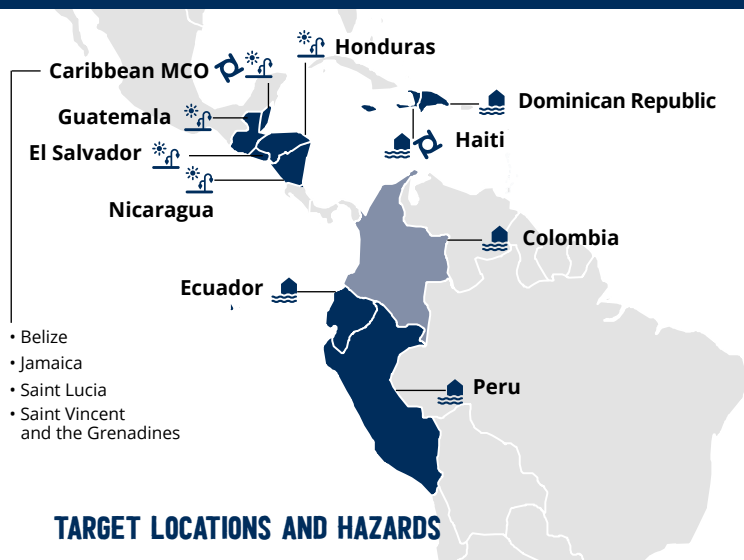 Honduras
Caribbean MCO
Dominican Republic
Guatemala
Haiti
El Salvador
Nicaragua
Colombia
Ecuador
• Belize
• Jamaica
• Saint Lucia
• Saint Vincent
and the Grenadines
Peru
TARGET LOCATIONS AND HAZARDS